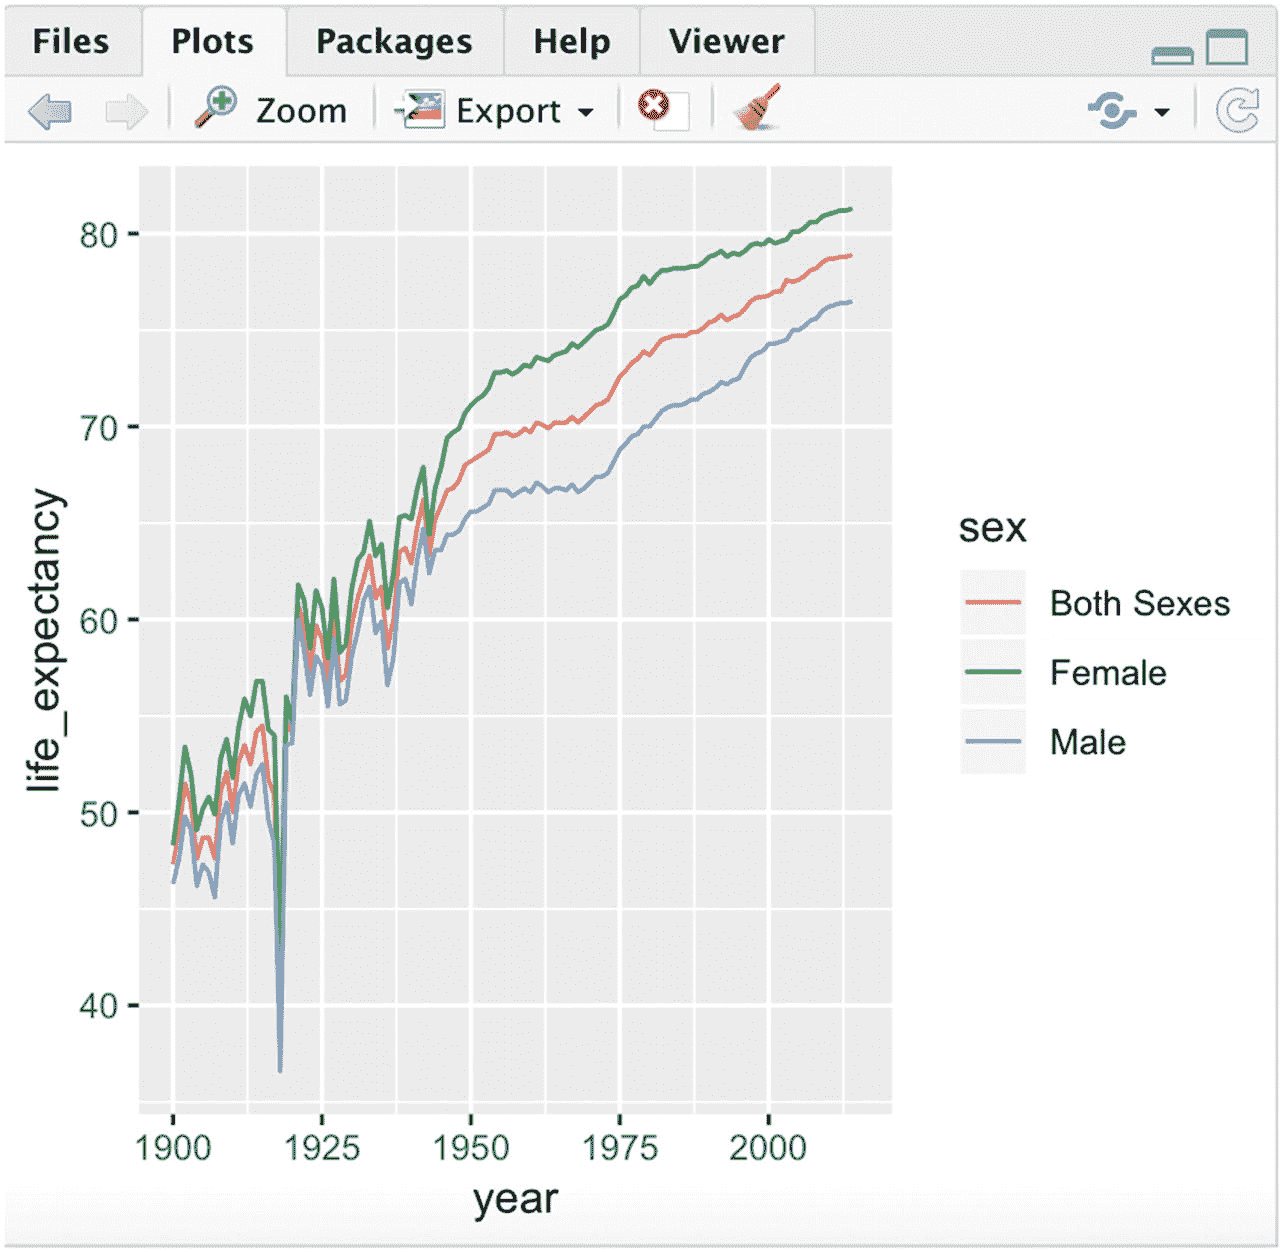 Files Plots Packages Help Viewer
Zoom Export
80
70
60
50
40
life_expectancy
1900 1925 1950 1975 2000
year
sex
Both Sexes
Female
Male